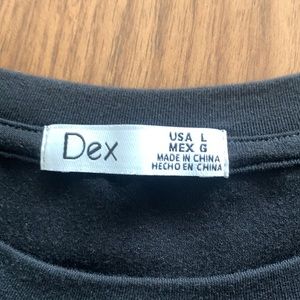 Dex
USA L
MEX G
MADE IN CHINA
HECHO EN CHINA